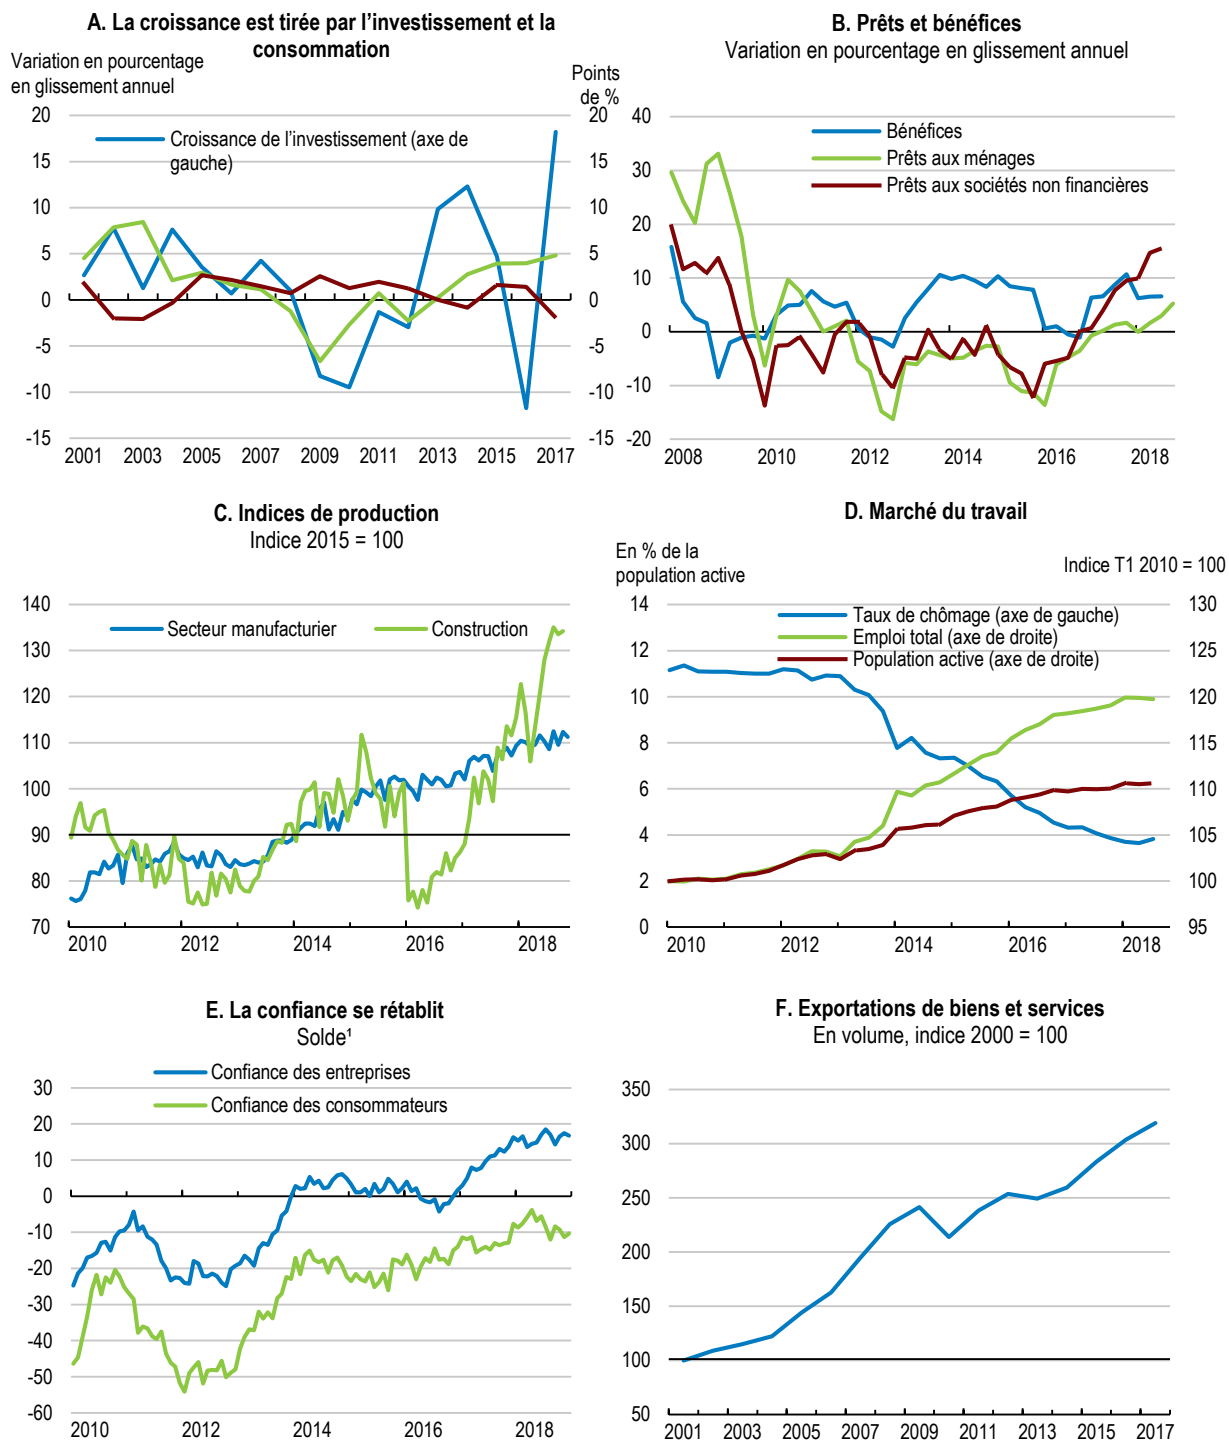 A. La croissance est tirée par l’investissement et la
consommation
Variation en pourcentage
en glissement annuel
Points
de %
20
15
10
5
0
-5
-10
-15
Croissance de l’investissement (axe de
gauche)
20
15
10
5
0
-5
-10
-15
2001 2003 2005 2007 2009 2011 2013 2015 2017
B. Prêts et bénéfices
Variation en pourcentage en glissement annuel
40
30
20
10
0
-10
-20
Bénéfices
Prêts aux ménages
Prêts aux sociétés non financières
2008 2010 2012 2014 2016 2018
C. Indices de production
Indice 2015 = 100
140
130
120
110
100
90
80
70
Secteur manufacturier Construction
2010 2012 2014 2016 2018
D. Marché du travail
En % de la
population active
Indice T1 2010 = 100
14
12
10
8
6
4
2
0
Taux de chômage (axe de gauche)
Emploi total (axe de droite)
Population active (axe de droite)
130
125
120
115
110
105
100
95
2010 2012 2014 2016 2018
E. La confiance se rétablit
Solde¹
Confiance des entreprises
Confiance des consommateurs
30
20
10
0
-10
-20
-30
-40
-50
-60
2010 2012 2014 2016 2018
F. Exportations de biens et services
En volume, indice 2000 = 100
350
300
250
200
150
100
50
2001 2003 2005 2007 2009 2011 2013 2015 2017